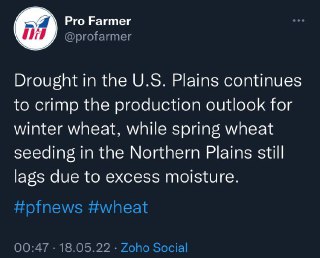 Pro Farmer
@profarmer
Drought in the U.S. Plains continues
to crimp the production outlook for
winter wheat, while spring wheat
seeding in the Northern Plains still
lags due to excess moisture.
#pfnews #wheat
00:47 · 18.05.22 · Zoho Social